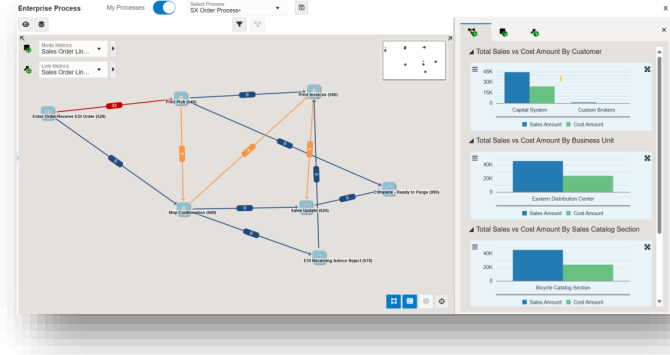 Enterprise Process
My Processes
Select Process
SX Order Process*
x
Node Metrics
Sales Order Lin...
Link Metrics
Sales Order Lin...
Enter Order/Receive EDI Order (520)
Print Pick (540)
Print Invoices (580)
Ship Confirmation (560)
Sales Update (620)
Complete - Ready to Purge (999)
EDI Receiving Advice Reject (578)
Total Sales vs Cost Amount By Customer
45K
30K
15K
0
Capital System
Custom Brokers
Sales Amount
Cost Amount
Total Sales vs Cost Amount By Business Unit
40K
20K
0
Eastern Distribution Center
Sales Amount
Cost Amount
Total Sales vs Cost Amount By Sales Catalog Section
40K
20K
0
Bicycle Catalog Section
Sales Amount
Cost Amount